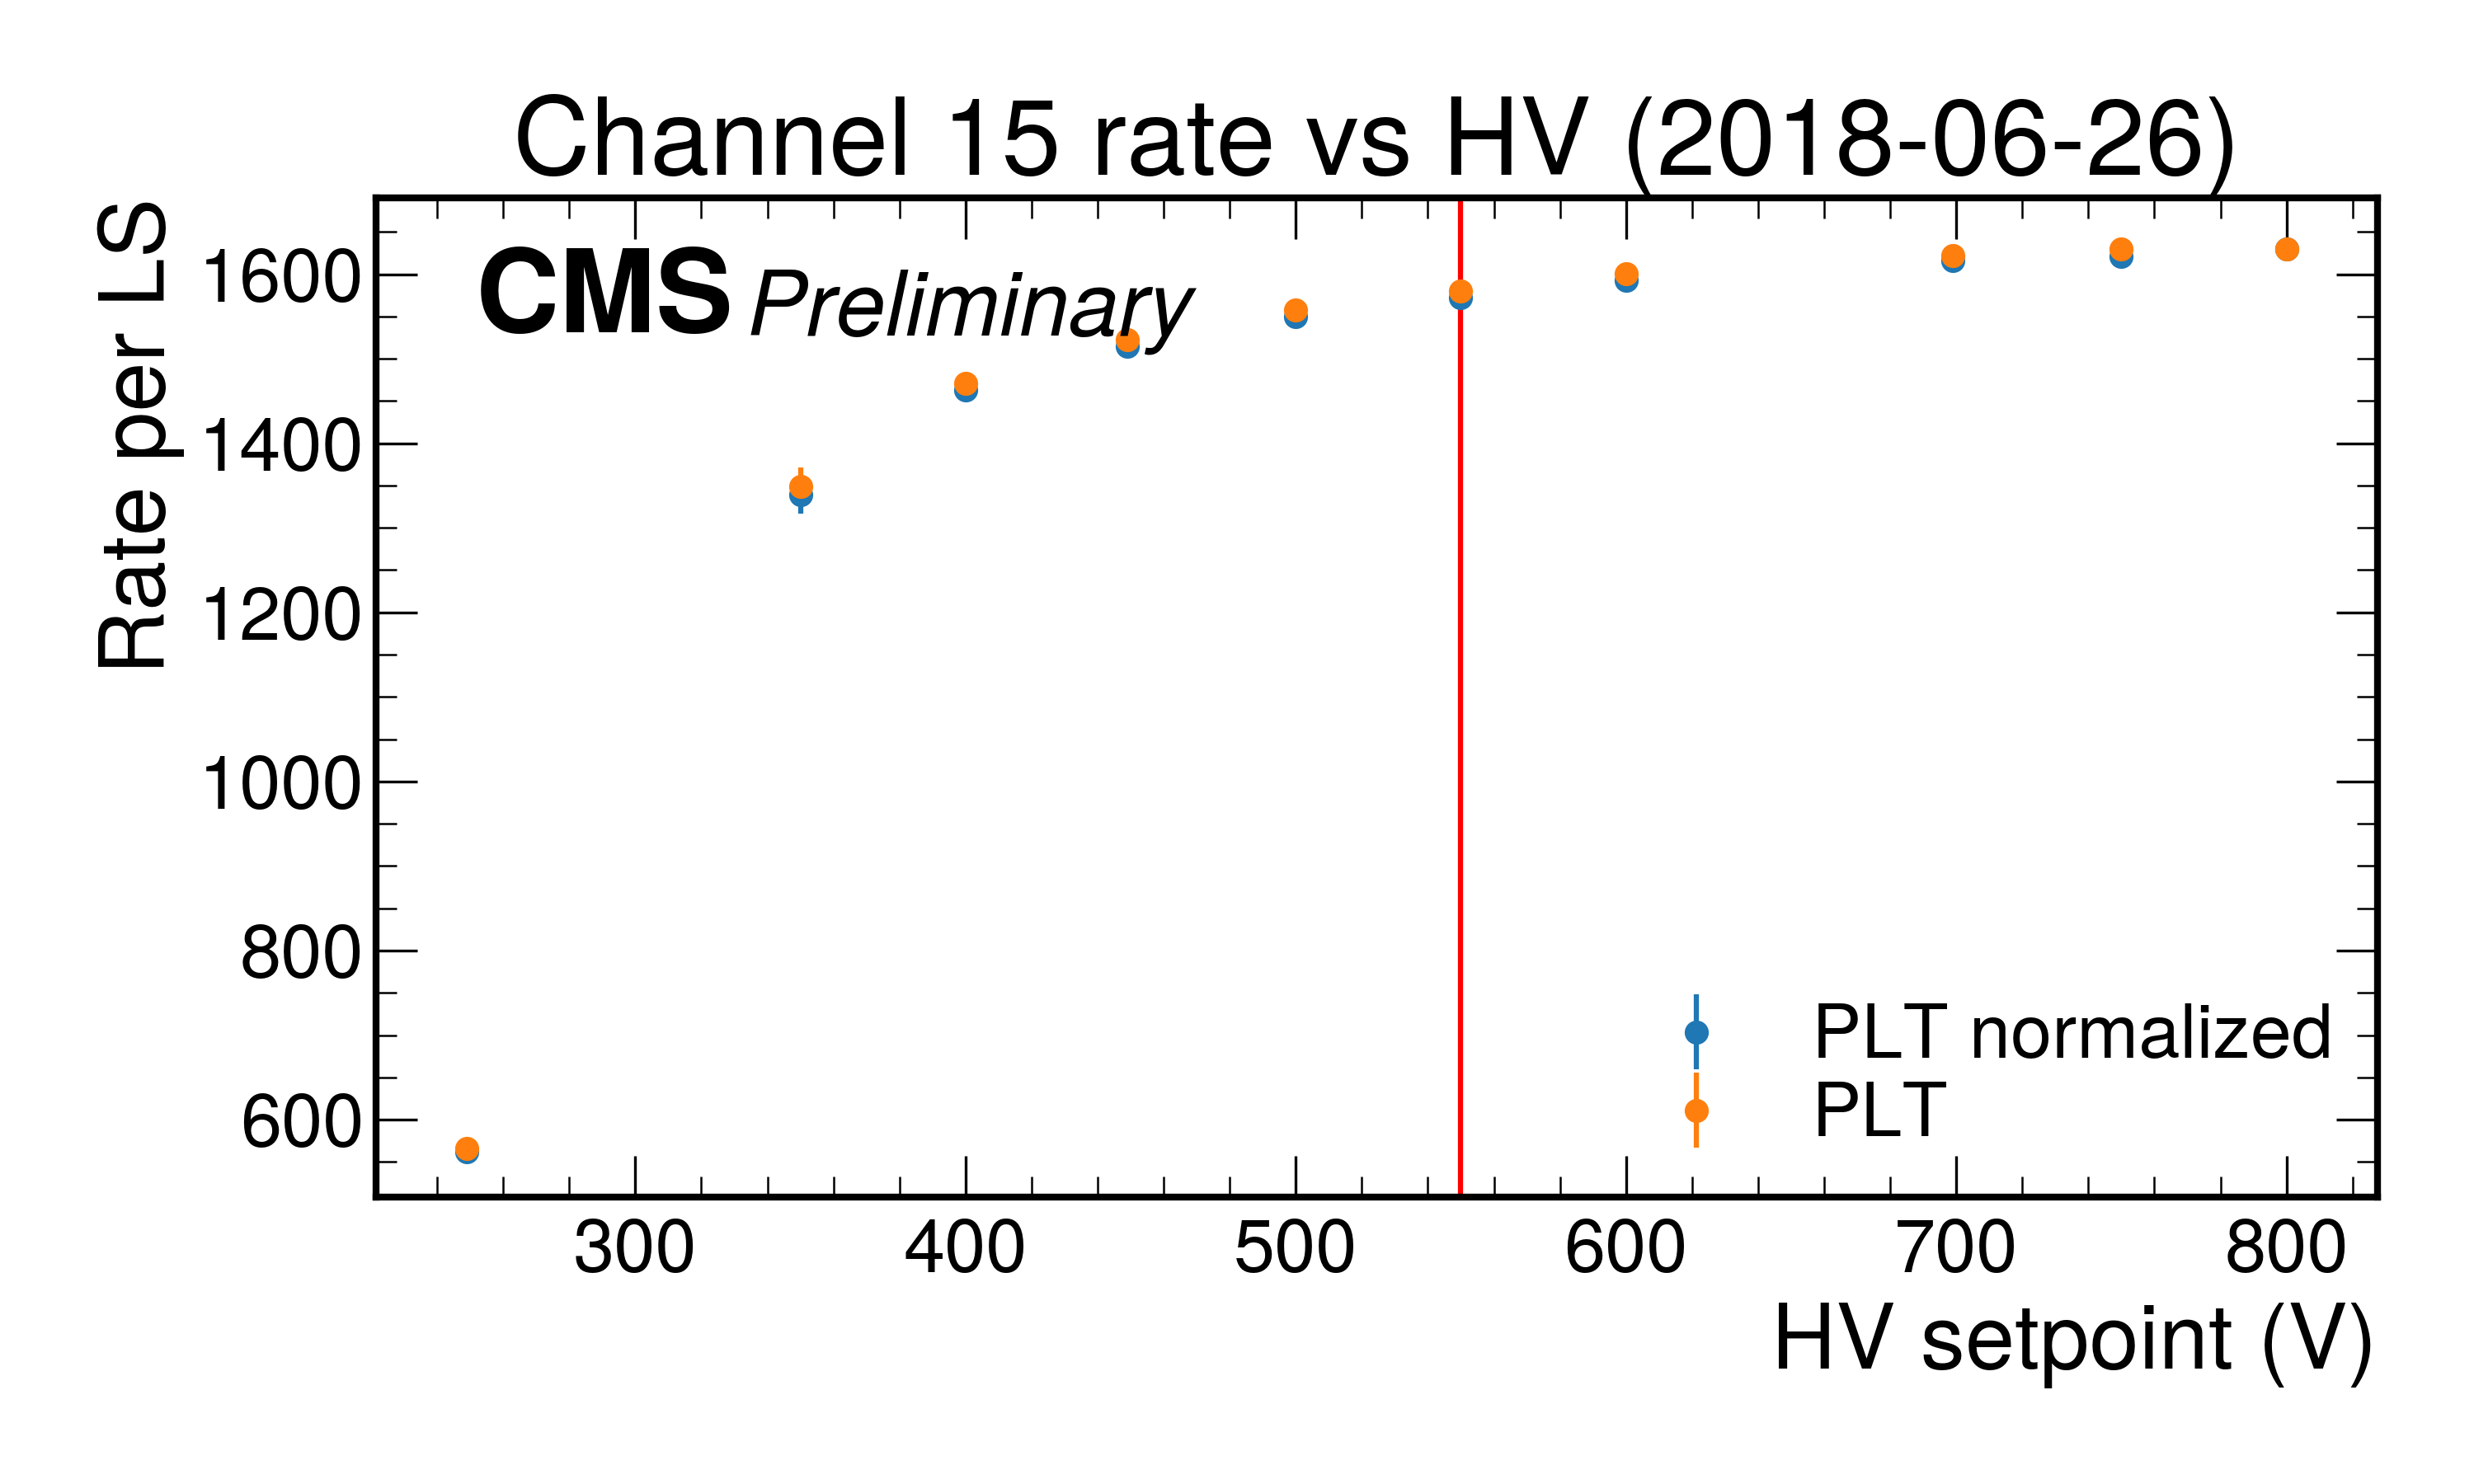 Channel 15 rate vs HV (2018-06-26)
CMS Preliminary
Rate per LS
1600
1400
1200
1000
800
600
PLT normalized
PLT
300 400 500 600 700 800
HV setpoint (V)